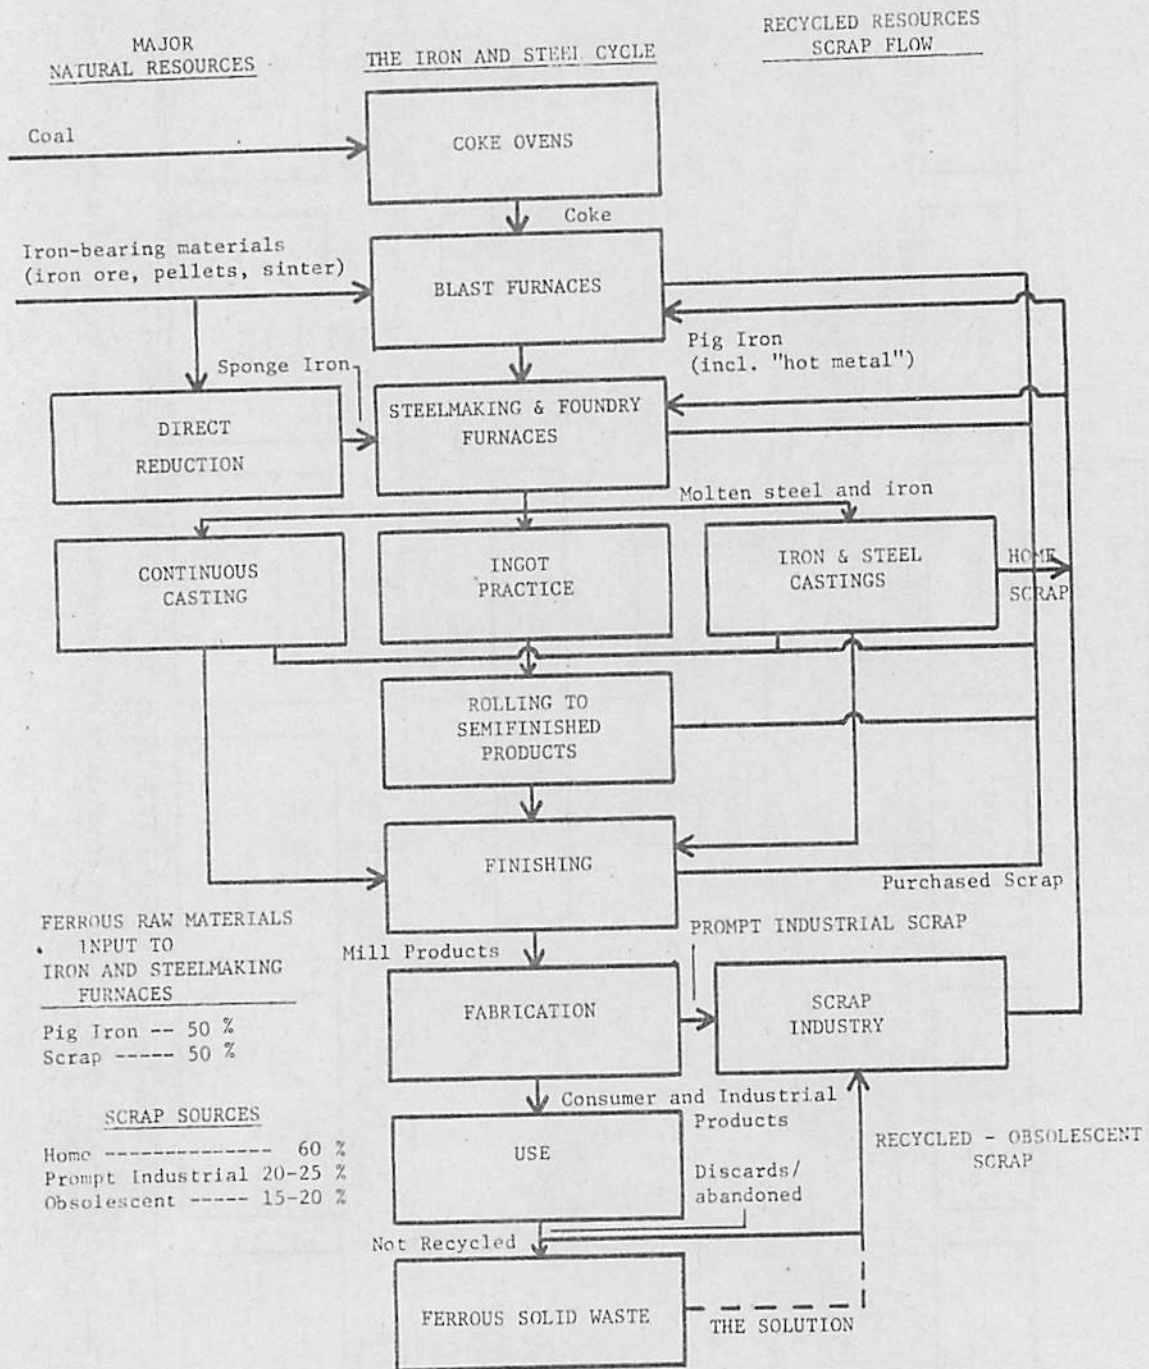 MAJOR
NATURAL RESOURCES
THE IRON AND STEEL CYCLE
RECYCLED RESOURCES
SCRAP FLOW
Coal
COKE OVENS
Coke
Iron-bearing materials
(iron ore, pellets, sinter)
BLAST FURNACES
Pig Iron
(incl. "hot metal")
Sponge Iron
DIRECT
REDUCTION
STEELMAKING & FOUNDRY
FURNACES
Molten steel and iron
CONTINUOUS
CASTING
INGOT
PRACTICE
IRON & STEEL
CASTINGS
HOME
SCRAP
ROLLING TO
SEMIFINISHED
PRODUCTS
FINISHING
Purchased Scrap
FERROUS RAW MATERIALS
INPUT TO
IRON AND STEELMAKING
FURNACES
Pig Iron -- 50 %
Scrap ----- 50 %
Mill Products
PROMPT INDUSTRIAL SCRAP
FABRICATION
SCRAP
INDUSTRY
Consumer and Industrial
Products
SCRAP SOURCES
Home -------------- 60 %
Prompt Industrial 20-25 %
Obsolescent ----- 15-20 %
USE
Discards/
abandoned
RECYCLED - OBSOLESCENT
SCRAP
Not Recycled
FERROUS SOLID WASTE
THE SOLUTION